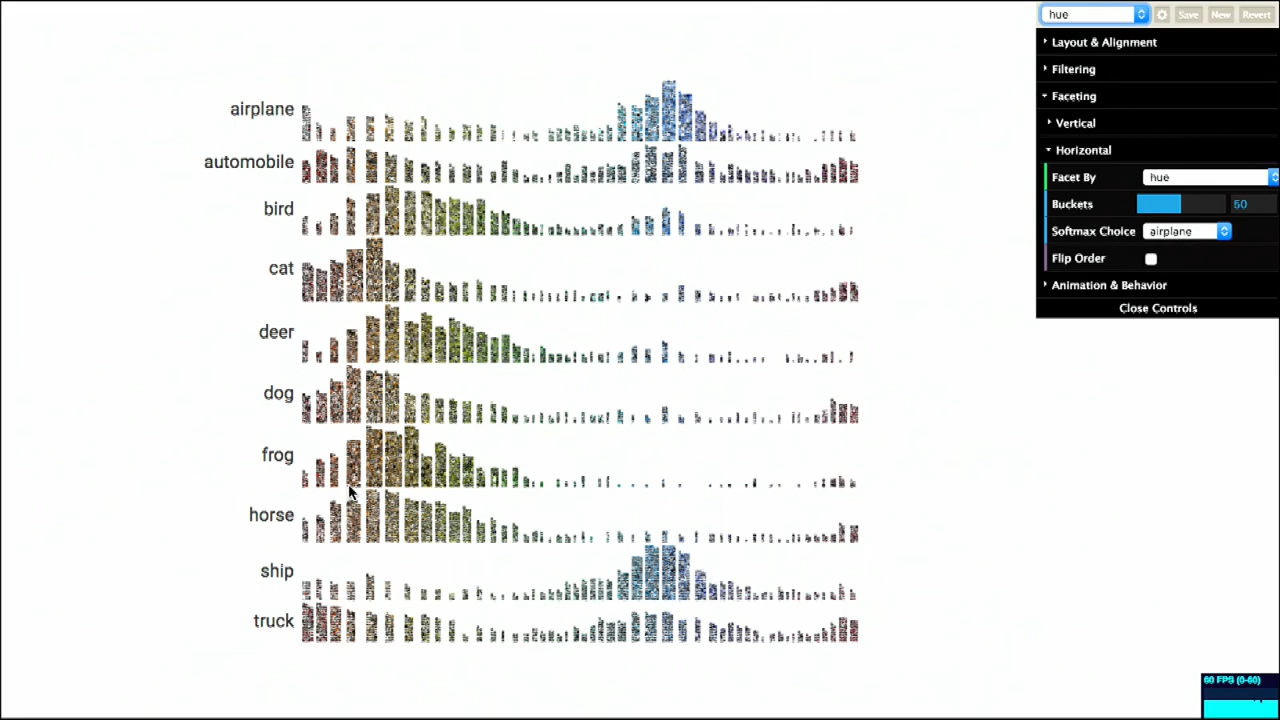 hue
Save
New
Revert
Layout & Alignment
Filtering
Faceting
Vertical
Horizontal
Facet By hue
Buckets 50
Softmax Choice airplane
Flip Order
Animation & Behavior
Close Controls
airplane
automobile
bird
cat
deer
dog
frog
horse
ship
truck
60 FPS (0-60)